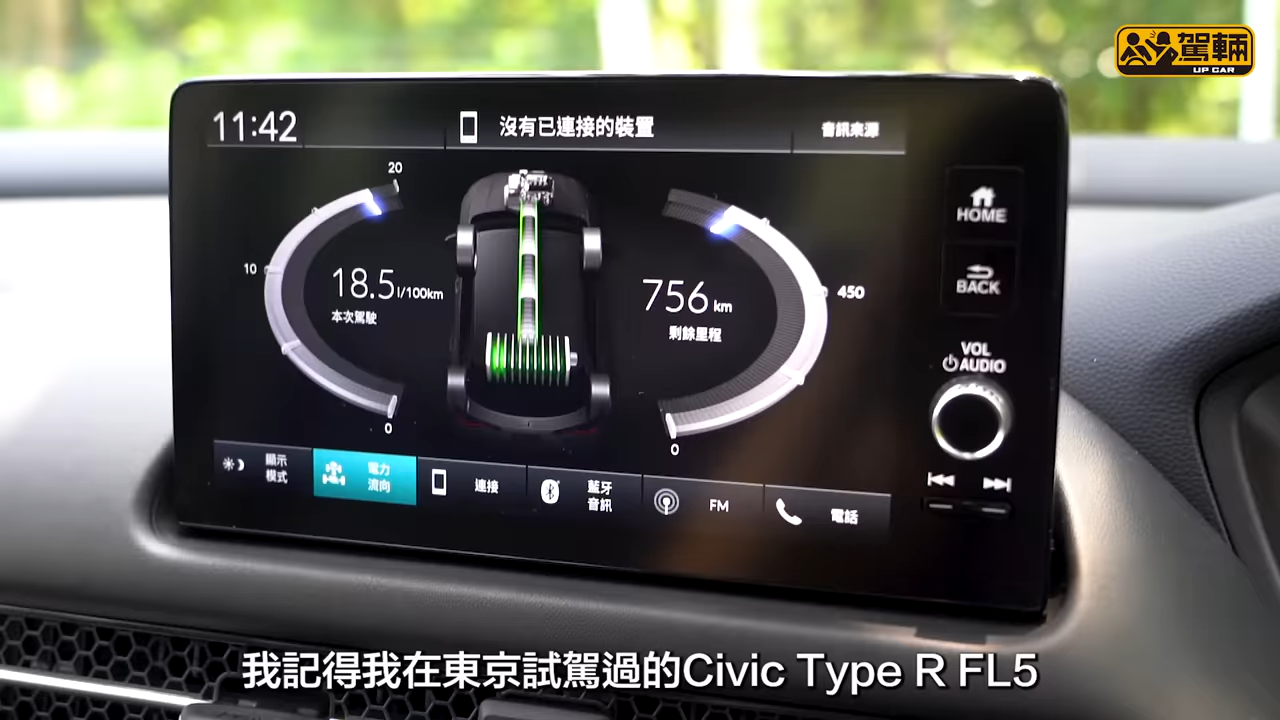 駕輛
UP CAR
11:42
沒有已連接的裝置
音訊來源
20
10
18.5 l/100km
本次駕駛
0
756 km
剩餘里程
450
0
HOME
BACK
VOL
AUDIO
顯示
模式
電力
流向
連接
藍牙
音訊
FM
電話
我記得我在東京試駕過的Civic Type R FL5